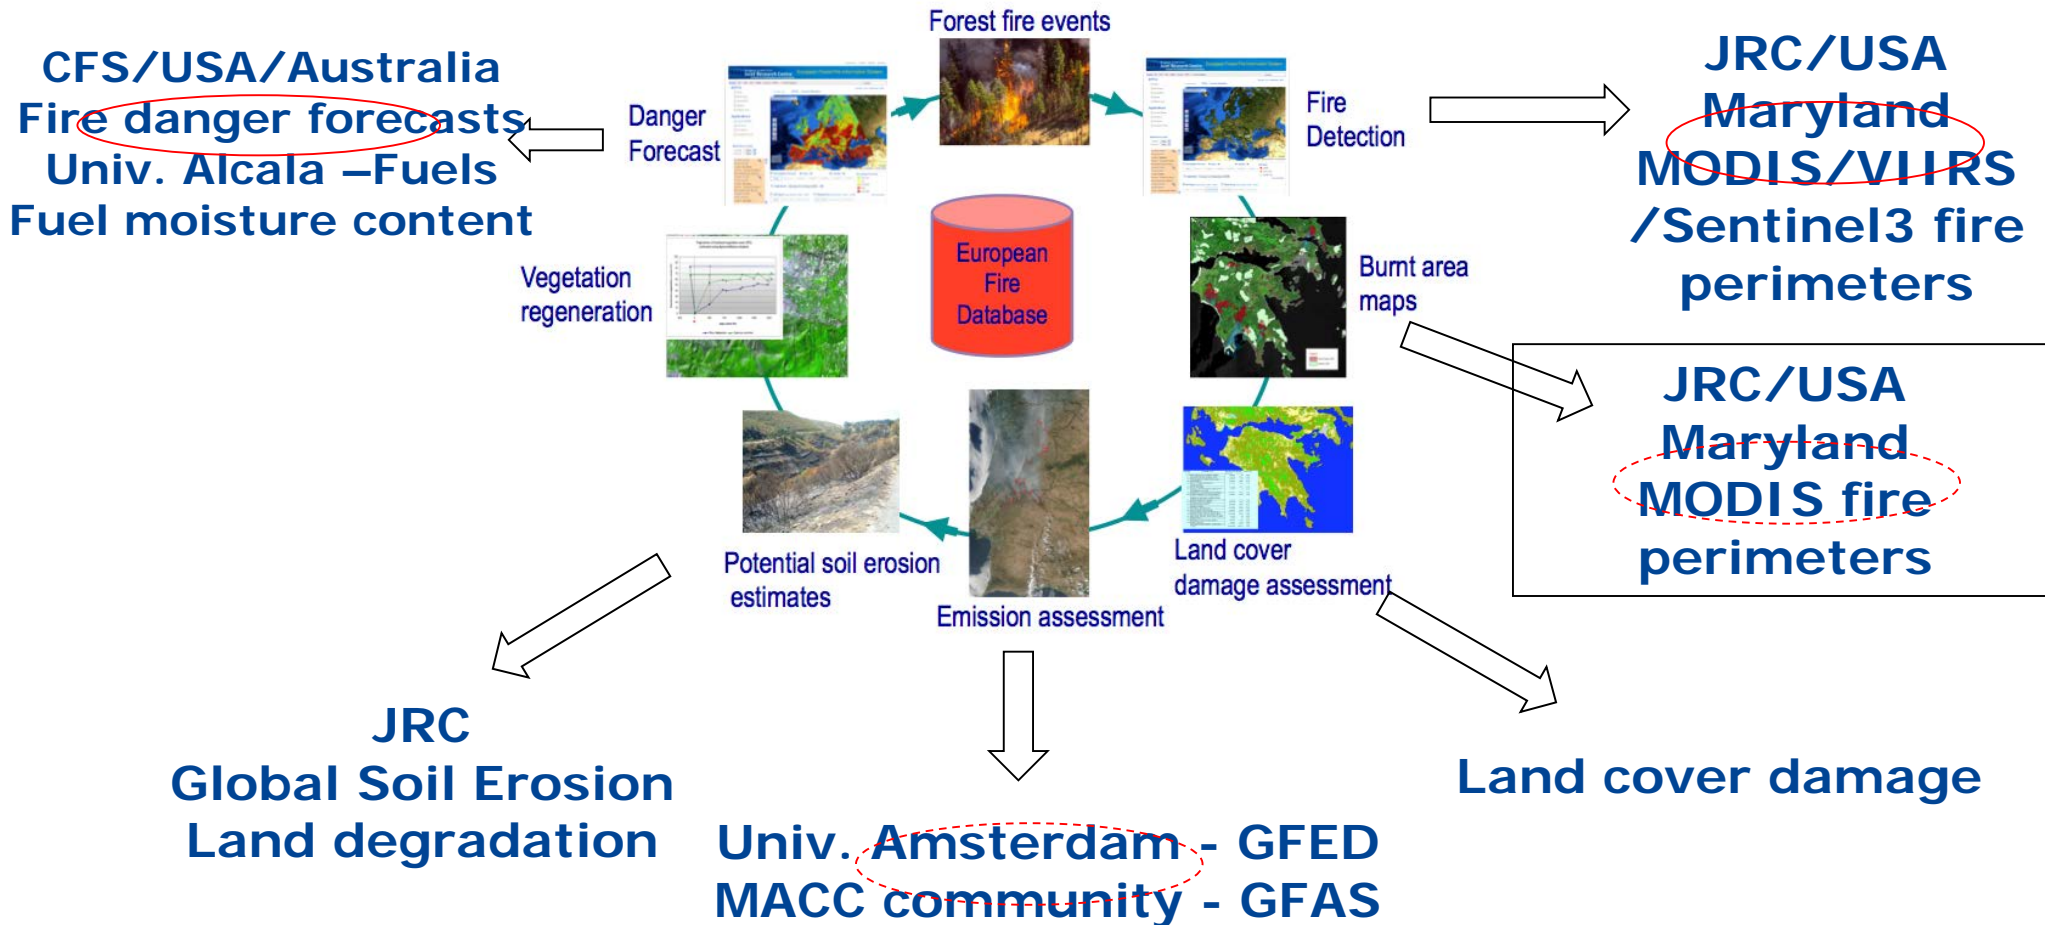 Forest fire events
CFS/USA/Australia
Fire danger forecasts
Univ. Alcala –Fuels
Fuel moisture content
Danger
Forecast
Fire
Detection
JRC/USA
Maryland
MODIS/VIIRS
/Sentinel3 fire
perimeters
Vegetation
regeneration
European
Fire
Database
Burnt area
maps
JRC/USA
Maryland
MODIS fire
perimeters
Potential soil erosion
estimates
Emission assessment
Land cover
damage assessment
JRC
Global Soil Erosion
Land degradation
Univ. Amsterdam - GFED
MACC community - GFAS
Land cover damage